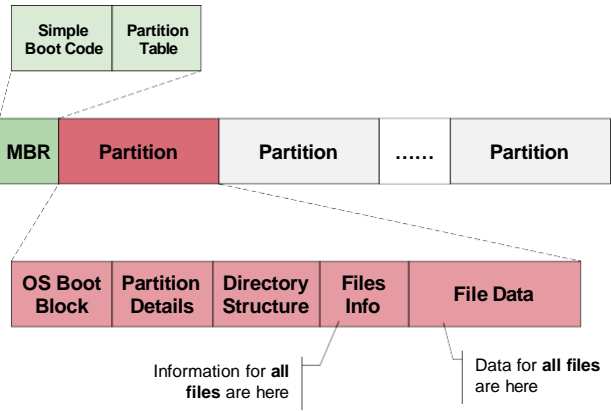 Simple
Boot Code
Partition
Table
MBR
Partition
Partition
......
Partition
OS Boot
Block
Partition
Details
Directory
Structure
Files
Info
File Data
Information for all
files are here
Data for all files
are here